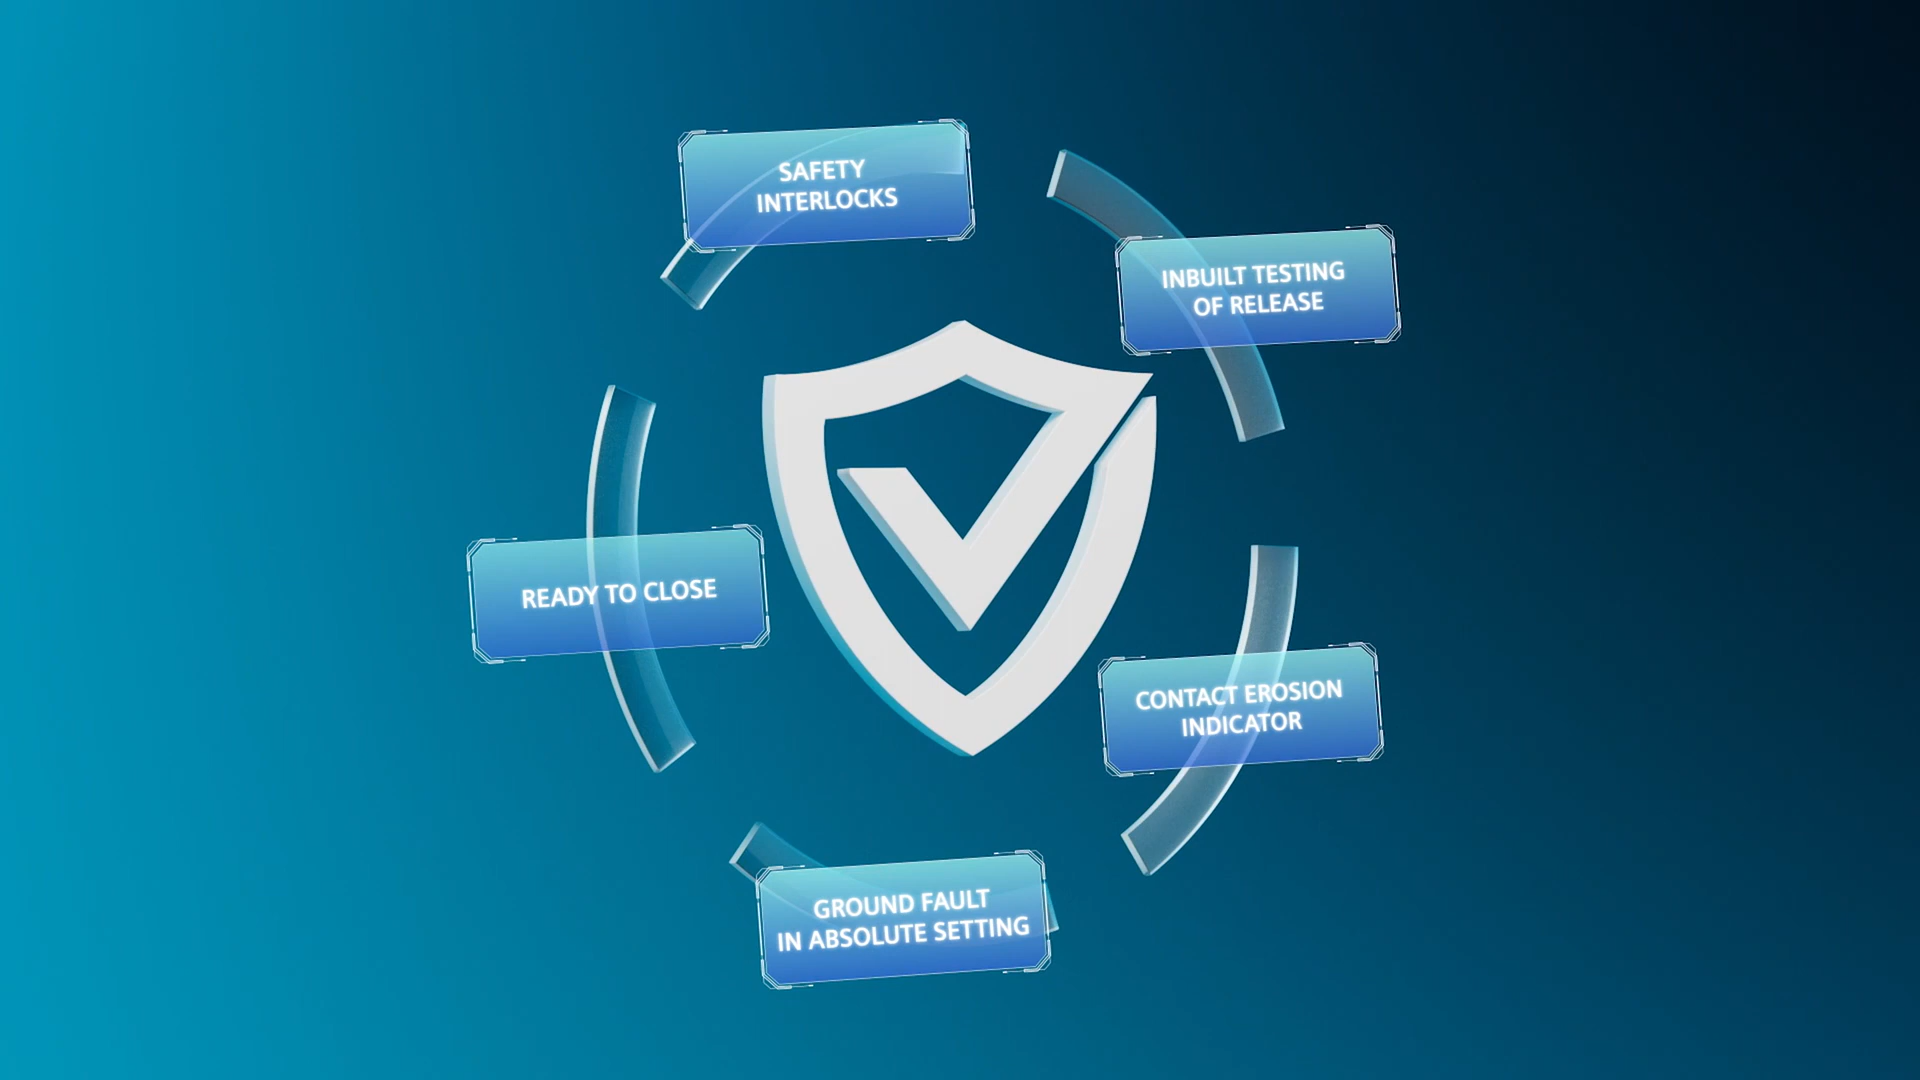 SAFETY
INTERLOCKS
INBUILT TESTING
OF RELEASE
READY TO CLOSE
CONTACT EROSION
INDICATOR
GROUND FAULT
IN ABSOLUTE SETTING